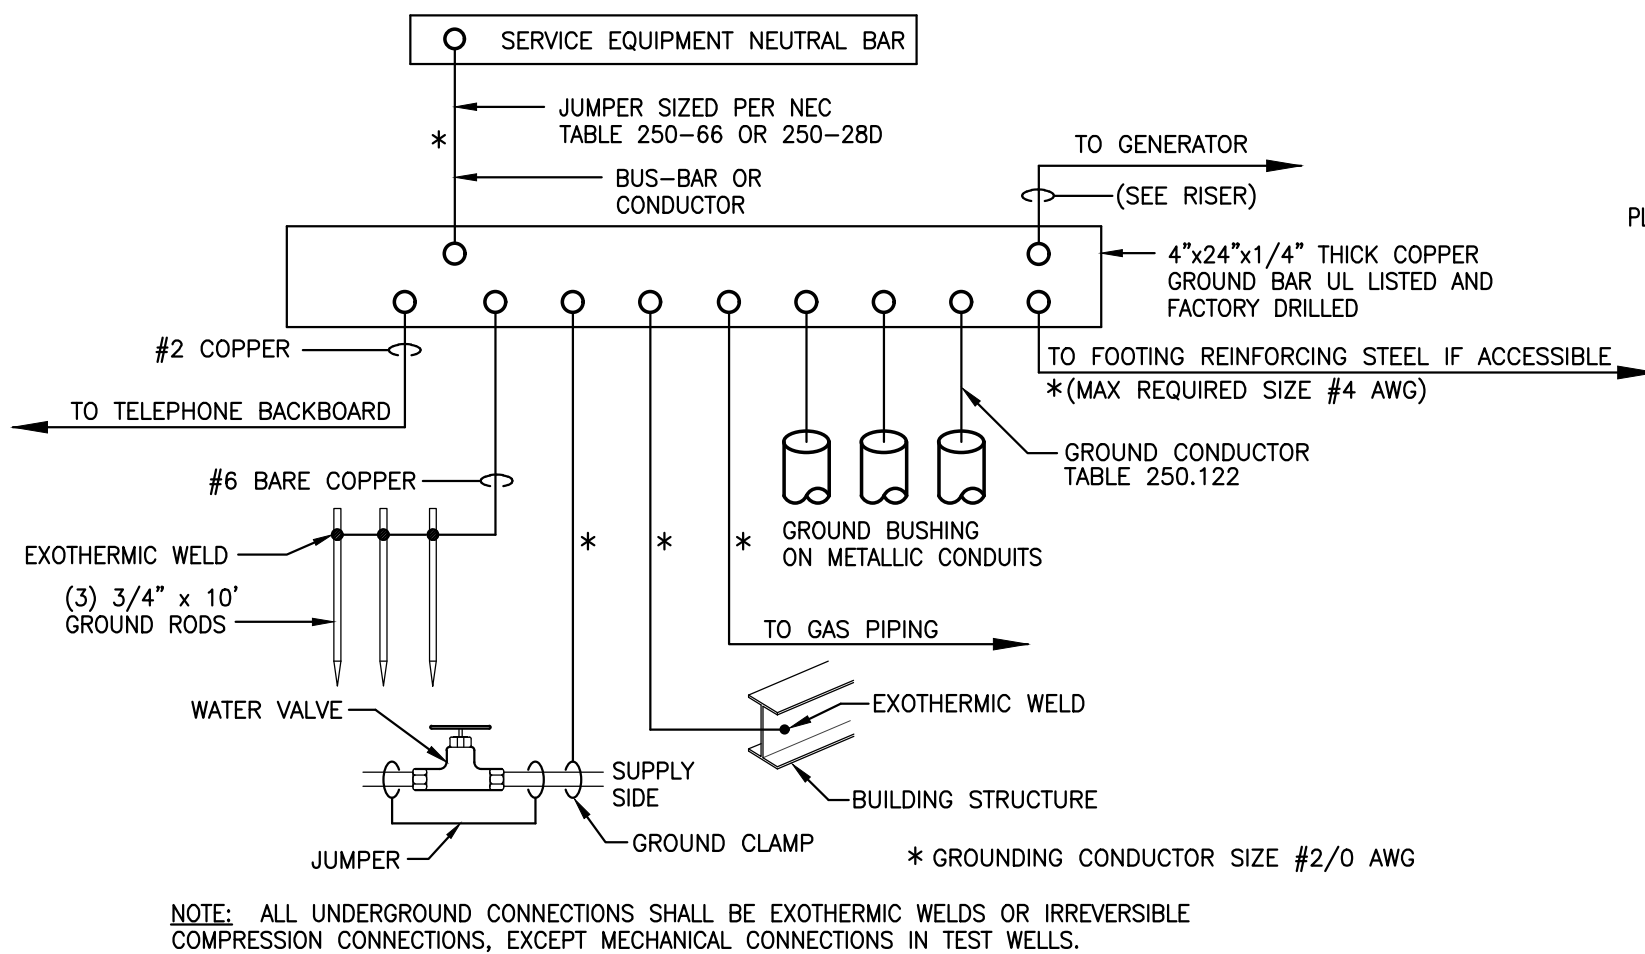 SERVICE EQUIPMENT NEUTRAL BAR
JUMPER SIZED PER NEC
TABLE 250-66 OR 250-28D
*
BUS-BAR OR
CONDUCTOR
TO GENERATOR
(SEE RISER)
PL
4"x24"x1/4" THICK COPPER
GROUND BAR UL LISTED AND
FACTORY DRILLED
#2 COPPER
TO TELEPHONE BACKBOARD
TO FOOTING REINFORCING STEEL IF ACCESSIBLE
*(MAX REQUIRED SIZE #4 AWG)
GROUND CONDUCTOR
TABLE 250.122
#6 BARE COPPER
GROUND BUSHING
ON METALLIC CONDUITS
* * *
EXOTHERMIC WELD
(3) 3/4" x 10'
GROUND RODS
TO GAS PIPING
WATER VALVE
EXOTHERMIC WELD
SUPPLY
SIDE
BUILDING STRUCTURE
GROUND CLAMP
JUMPER
* GROUNDING CONDUCTOR SIZE #2/0 AWG
NOTE: ALL UNDERGROUND CONNECTIONS SHALL BE EXOTHERMIC WELDS OR IRREVERSIBLE
COMPRESSION CONNECTIONS, EXCEPT MECHANICAL CONNECTIONS IN TEST WELLS.